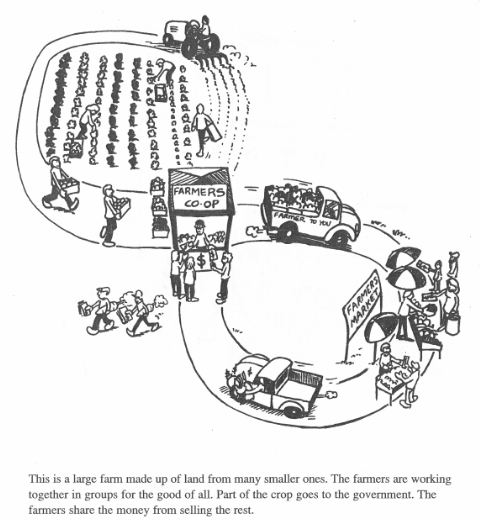 FARMERS
CO-OP
$
FARMER TO YOU
FARMERS
MARKET
This is a large farm made up of land from many smaller ones. The farmers are working
together in groups for the good of all. Part of the crop goes to the government. The
farmers share the money from selling the rest.